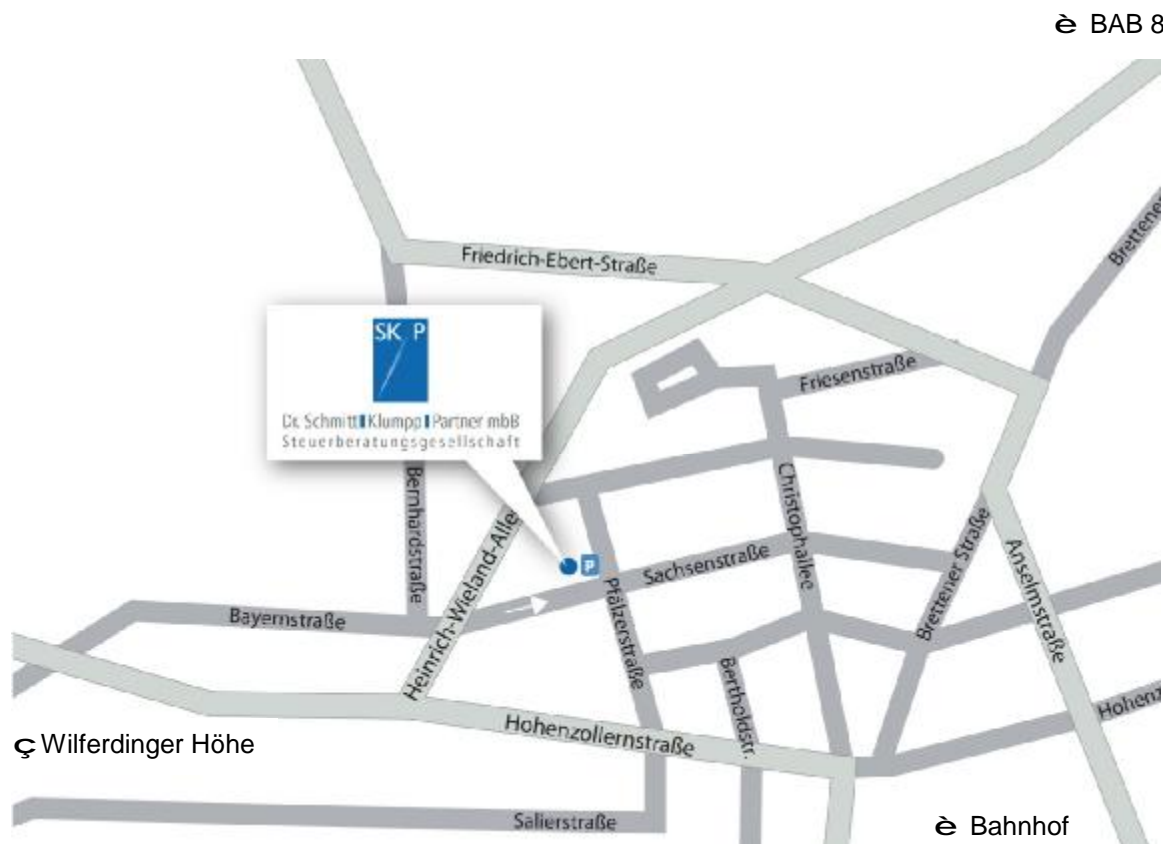 è BAB 8
Friedrich-Ebert-Straße
Brettener
SK P
Dr. Schmitt Klumpp Partner mbB
Steuerberatungsgesellschaft
Friesenstraße
Bernhardstraße
Heinrich-Wieland-Allee
Christophallee
P
Sachsenstraße
Pfälzerstraße
Brettener Straße
Anselmstraße
Bayernstraße
Bertholdstr.
Hohenzollernstraße
Hohenz
ç Wilferdinger Höhe
Salierstraße
è Bahnhof